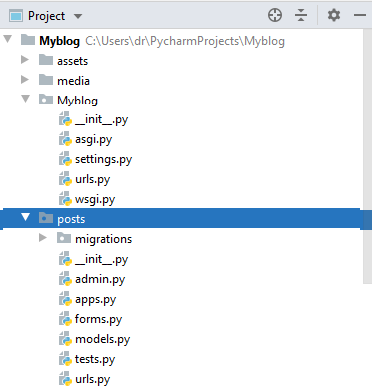 Project
Myblog C:\Users\dr\PycharmProjects\Myblog
assets
media
Myblog
__init__.py
asgi.py
settings.py
urls.py
wsgi.py
posts
migrations
__init__.py
admin.py
apps.py
forms.py
models.py
tests.py
urls.py